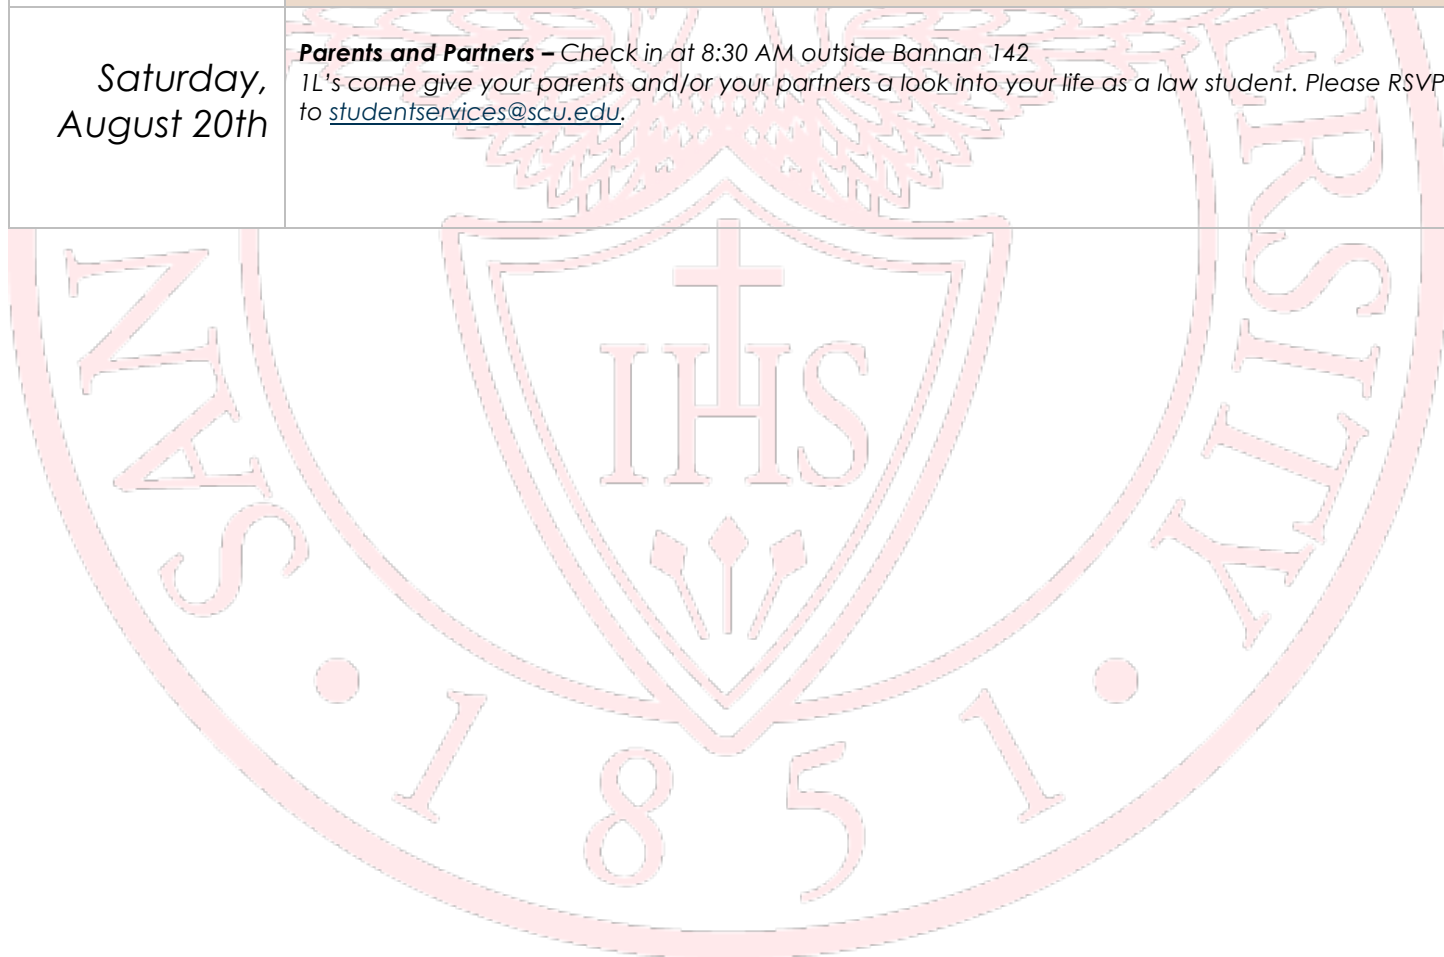 Saturday,
August 20th
Parents and Partners – Check in at 8:30 AM outside Bannan 142
1L's come give your parents and/or your partners a look into your life as a law student. Please RSVP
to studentservices@scu.edu.
IHS
SAN
ERSITY
· 1851 ·